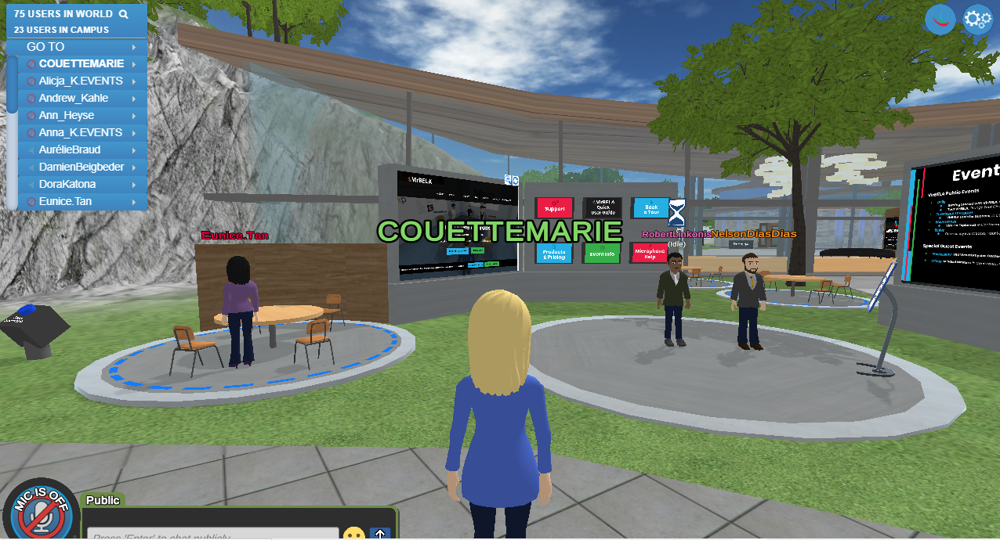 75 USERS IN WORLD
23 USERS IN CAMPUS
GO TO
COUETTEMARIE
Alicja_K.EVENTS
Andrew_Kahle
Ann_Heyse
Anna_K.EVENTS
AurélieBraud
DamienBeigbeder
DoraKatona
Eunice.Tan
Eunice.Tan
VirBELA
Support
VirBELA
Quick
User Guide
Book
a Tour
COUETTEMARIE
RobertLinkonis
NelsonDiasDias
(Idle)
Products
& Pricing
Event Info
Microphone
Help
Event
VirBELA Public Events
Special Guest Events
MIC IS OFF
Public
Press 'Enter' to chat publicly